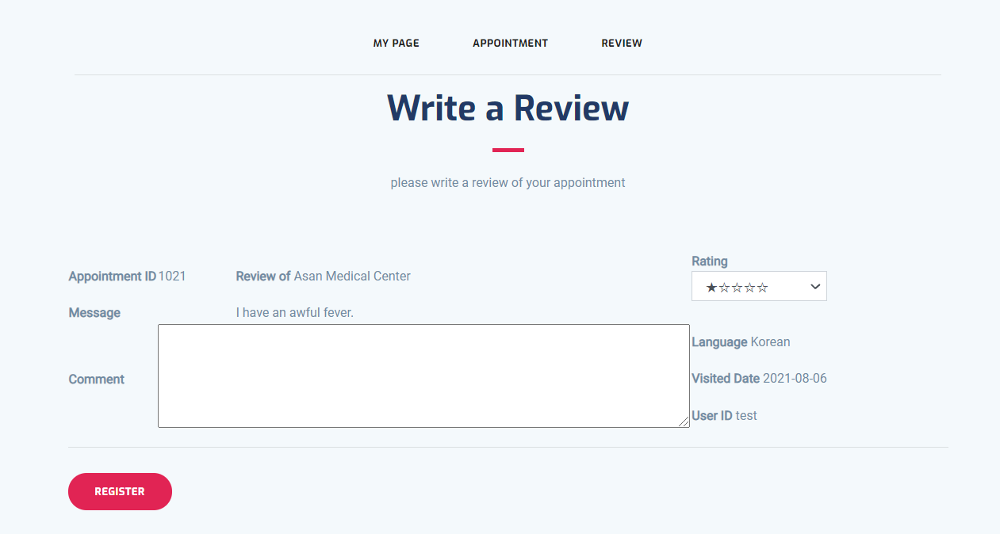 MY PAGE APPOINTMENT REVIEW
Write a Review
please write a review of your appointment
Appointment ID 1021 Review of Asan Medical Center
Rating
★☆☆☆☆
Message I have an awful fever.
Comment
Language Korean
Visited Date 2021-08-06
User ID test
REGISTER